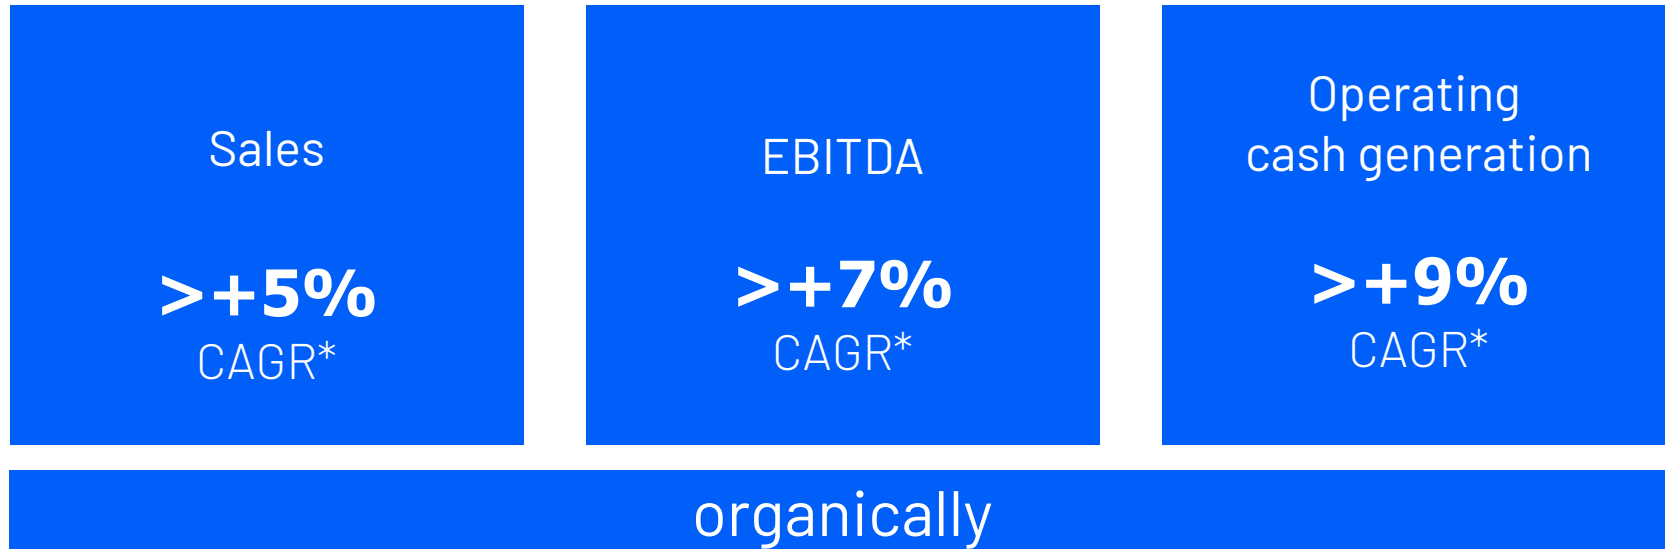 Sales
>+5%
CAGR*
EBITDA
>+7%
CAGR*
Operating
cash generation
>+9%
CAGR*
organically